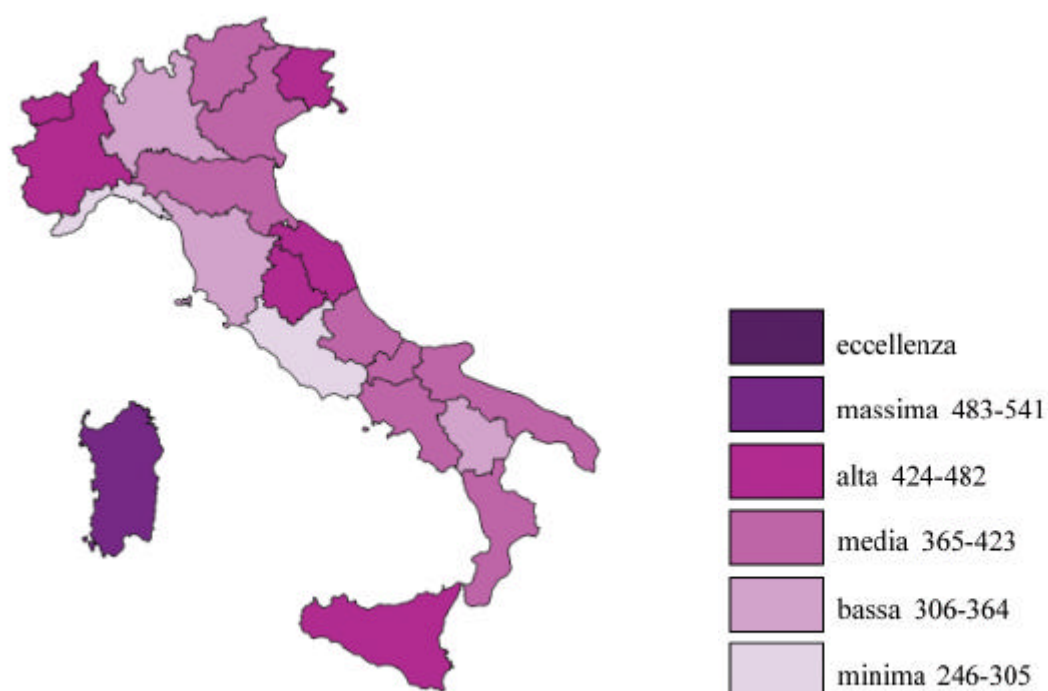 eccellenza
massima 483-541
alta 424-482
media 365-423
bassa 306-364
minima 246-305